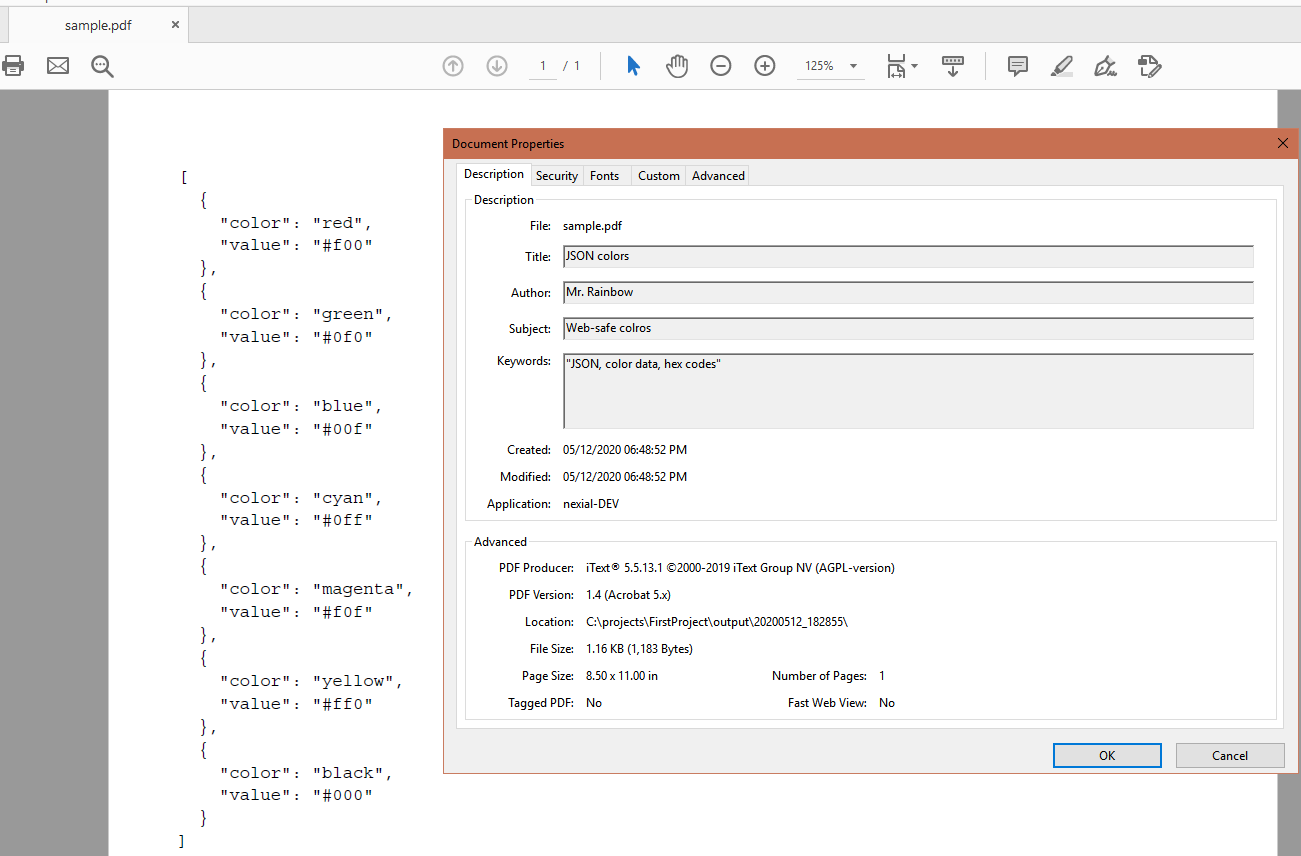 sample.pdf ×
1 / 1 125%
[
{
"color": "red",
"value": "#f00"
},
{
"color": "green",
"value": "#0f0"
},
{
"color": "blue",
"value": "#00f"
},
{
"color": "cyan",
"value": "#0ff"
},
{
"color": "magenta",
"value": "#f0f"
},
{
"color": "yellow",
"value": "#ff0"
},
{
"color": "black",
"value": "#000"
}
]
Document Properties
Description Security Fonts Custom Advanced
Description
File: sample.pdf
Title: JSON colors
Author: Mr. Rainbow
Subject: Web-safe colros
Keywords: "JSON, color data, hex codes"
Created: 05/12/2020 06:48:52 PM
Modified: 05/12/2020 06:48:52 PM
Application: nexial-DEV
Advanced
PDF Producer: iText® 5.5.13.1 ©2000-2019 iText Group NV (AGPL-version)
PDF Version: 1.4 (Acrobat 5.x)
Location: C:\projects\FirstProject\output\20200512_182855\
File Size: 1.16 KB (1,183 Bytes)
Page Size: 8.50 x 11.00 in Number of Pages: 1
Tagged PDF: No Fast Web View: No
OK Cancel